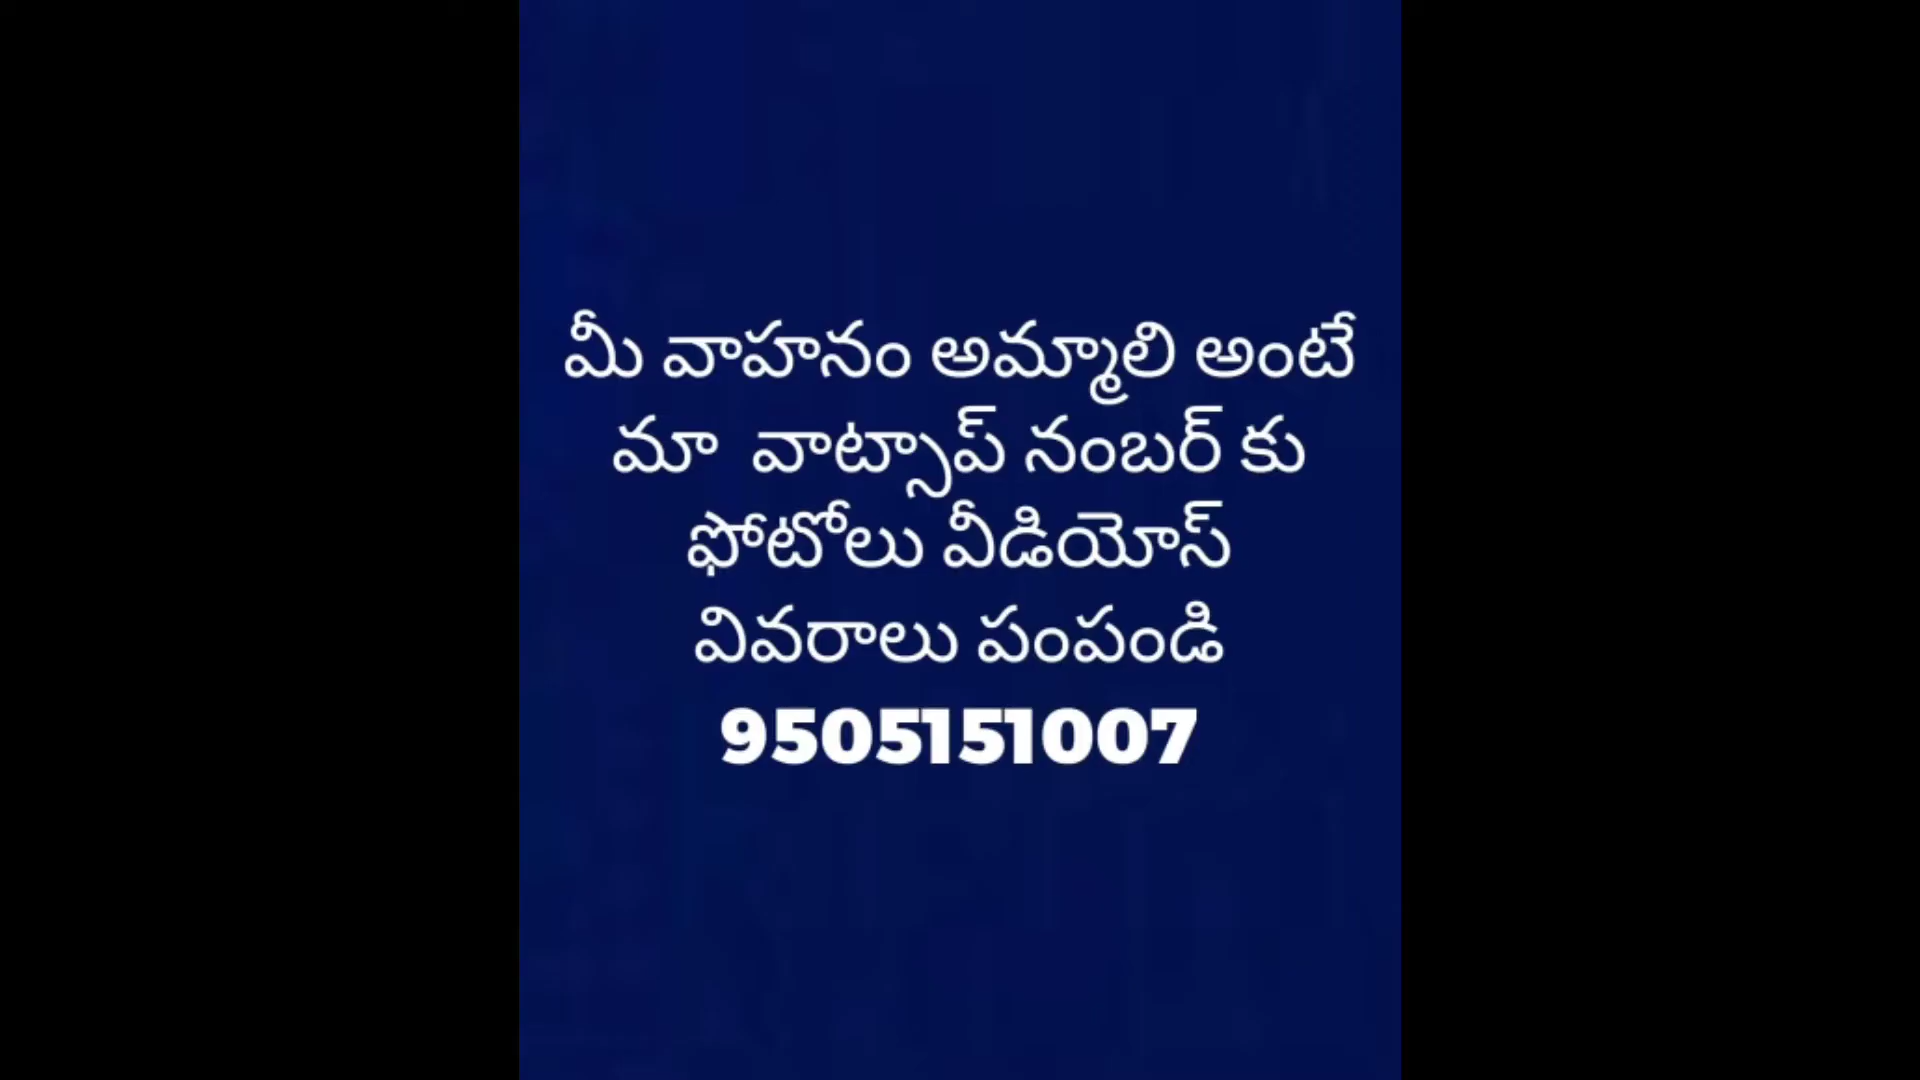 మీ వాహనం అమ్మాలి అంటే
మా వాట్సాప్ నంబర్ కు
ఫోటోలు వీడియోస్
వివరాలు పంపండి
9505151007